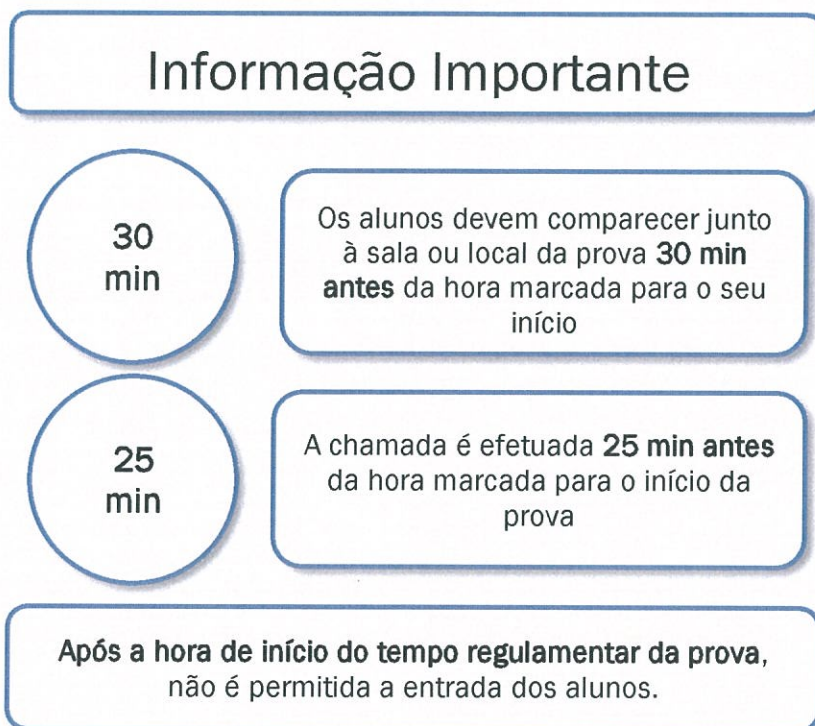 Informação Importante
30
min
Os alunos devem comparecer junto
à sala ou local da prova 30 min
antes da hora marcada para o seu
início
25
min
A chamada é efetuada 25 min antes
da hora marcada para o início da
prova
Após a hora de início do tempo regulamentar da prova,
não é permitida a entrada dos alunos.